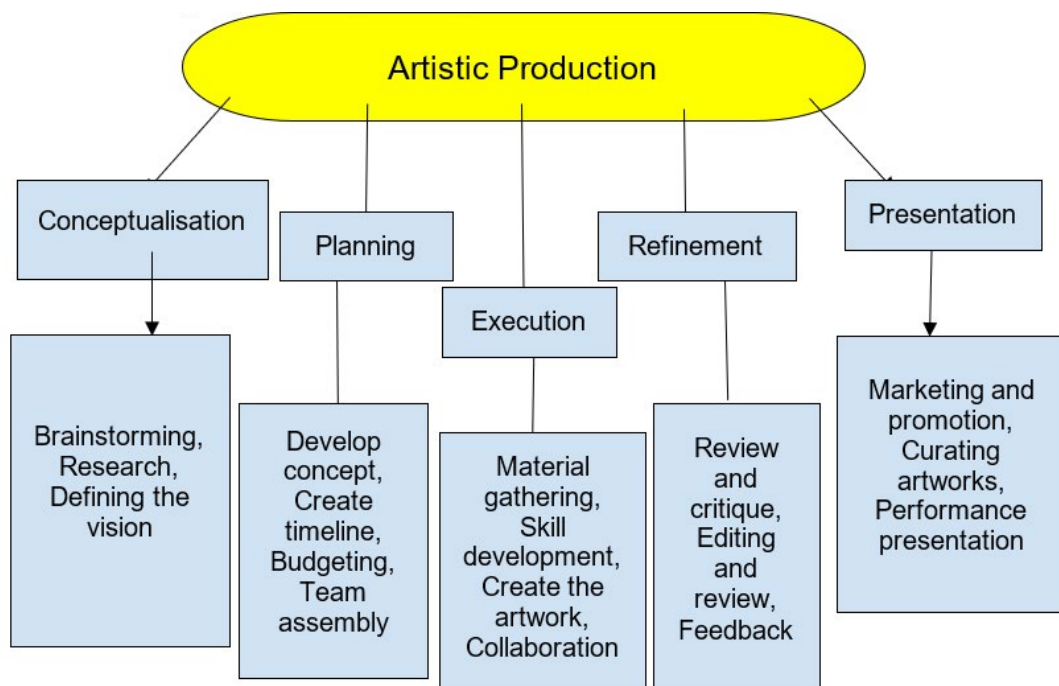 Artistic Production
Conceptualisation
Planning
Execution
Refinement
Presentation
Brainstorming,
Research,
Defining the
vision
Develop
concept,
Create
timeline,
Budgeting,
Team
assembly
Material
gathering,
Skill
development,
Create the
artwork,
Collaboration
Review
and
critique,
Editing
and
review,
Feedback
Marketing and
promotion,
Curating
artworks,
Performance
presentation